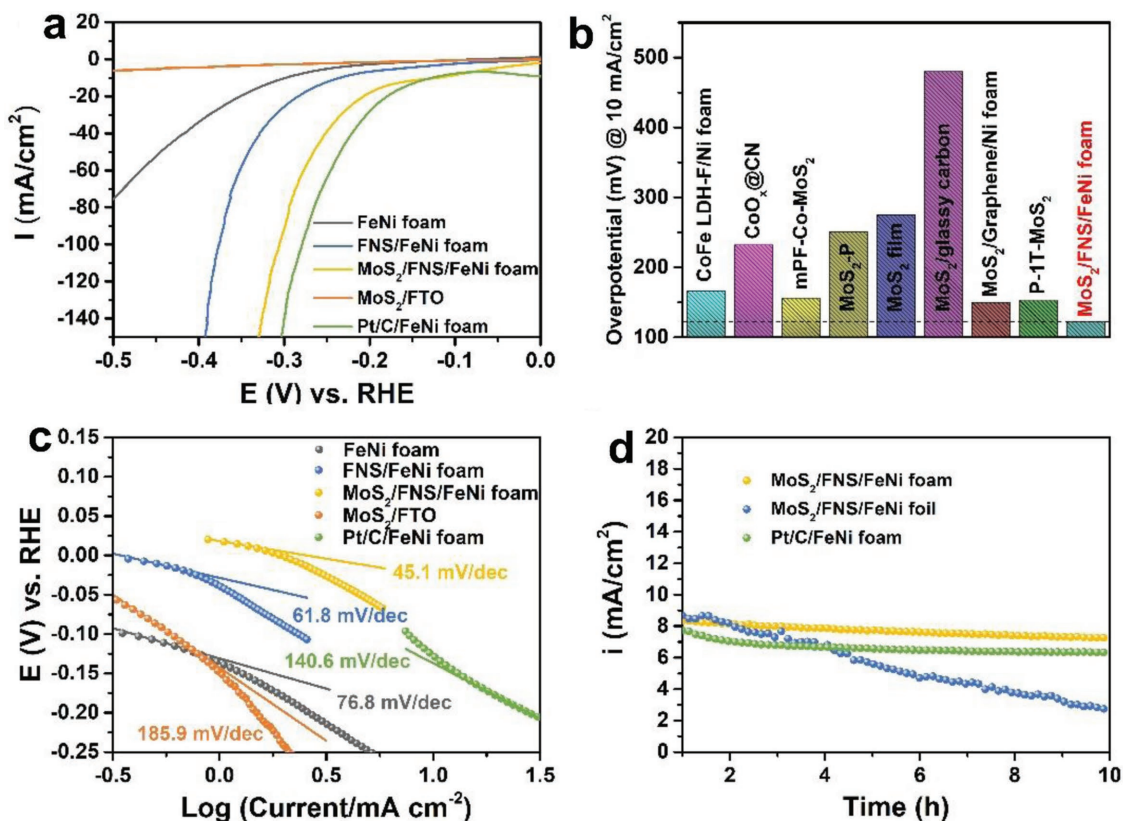 a
20
0
-20
-40
-60
-80
-100
-120
-140
I (mA/cm²)
-0.5
-0.4
-0.3
-0.2
-0.1
0.0
E (V) vs. RHE
FeNi foam
FNS/FeNi foam
MoS₂/FNS/FeNi foam
MoS₂/FTO
Pt/C/FeNi foam
b
500
400
300
200
100
Overpotential (mV) @ 10 mA/cm²
CoFe LDH-F/Ni foam
CoOₓ@CN
mPF-Co-MoS₂
MoS₂-P
MoS₂ film
MoS₂/glassy carbon
MoS₂/Graphene/Ni foam
P-1T-MoS₂
MoS₂/FNS/FeNi foam
c
0.15
0.10
0.05
0.00
-0.05
-0.10
-0.15
-0.20
-0.25
E (V) vs. RHE
-0.5
0.0
0.5
1.0
1.5
Log (Current/mA cm⁻²)
FeNi foam
FNS/FeNi foam
MoS₂/FNS/FeNi foam
MoS₂/FTO
Pt/C/FeNi foam
45.1 mV/dec
61.8 mV/dec
140.6 mV/dec
76.8 mV/dec
185.9 mV/dec
d
20
18
16
14
12
10
8
6
4
2
0
i (mA/cm²)
2
4
6
8
10
Time (h)
MoS₂/FNS/FeNi foam
MoS₂/FNS/FeNi foil
Pt/C/FeNi foam